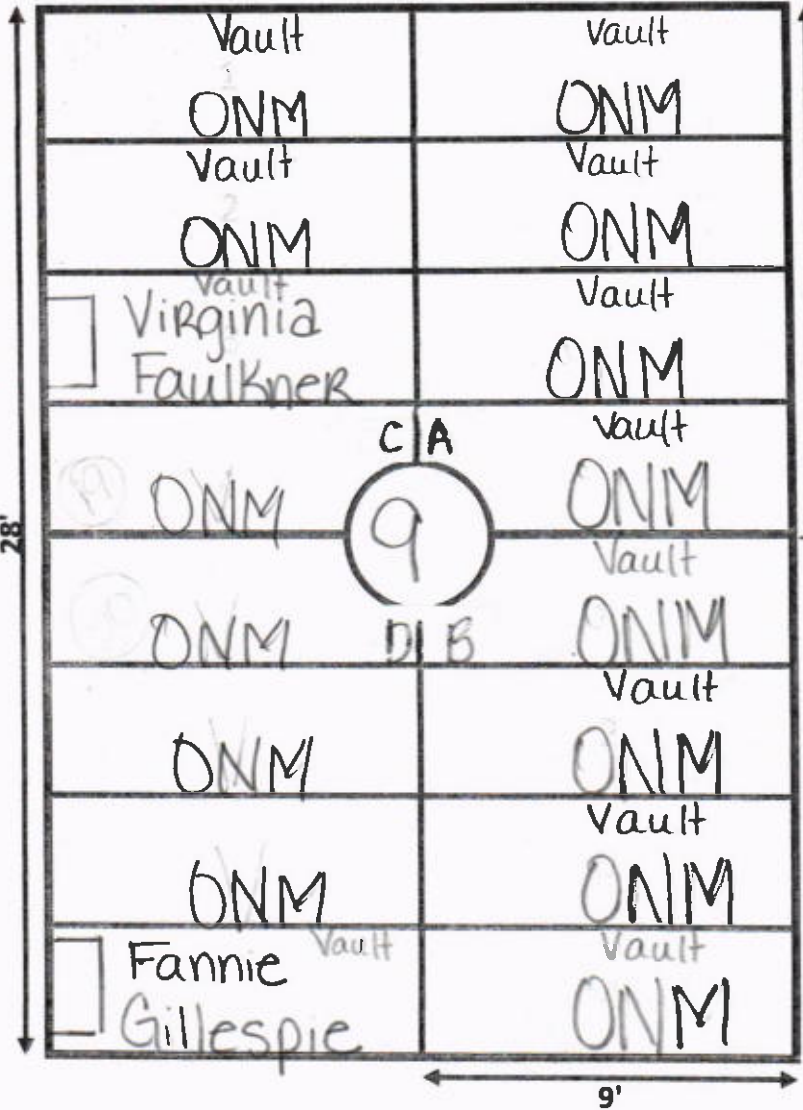 Vault Vault
ONM ONM
Vault Vault
ONM ONM
Vault Vault
Virginia
Faulkner ONM
C A Vault
ONM ONM
28' 9
Vault
ONM D B ONM
Vault
ONM ONM
Vault
ONM ONM
Fannie Vault Vault
Gillespie ONM
9'